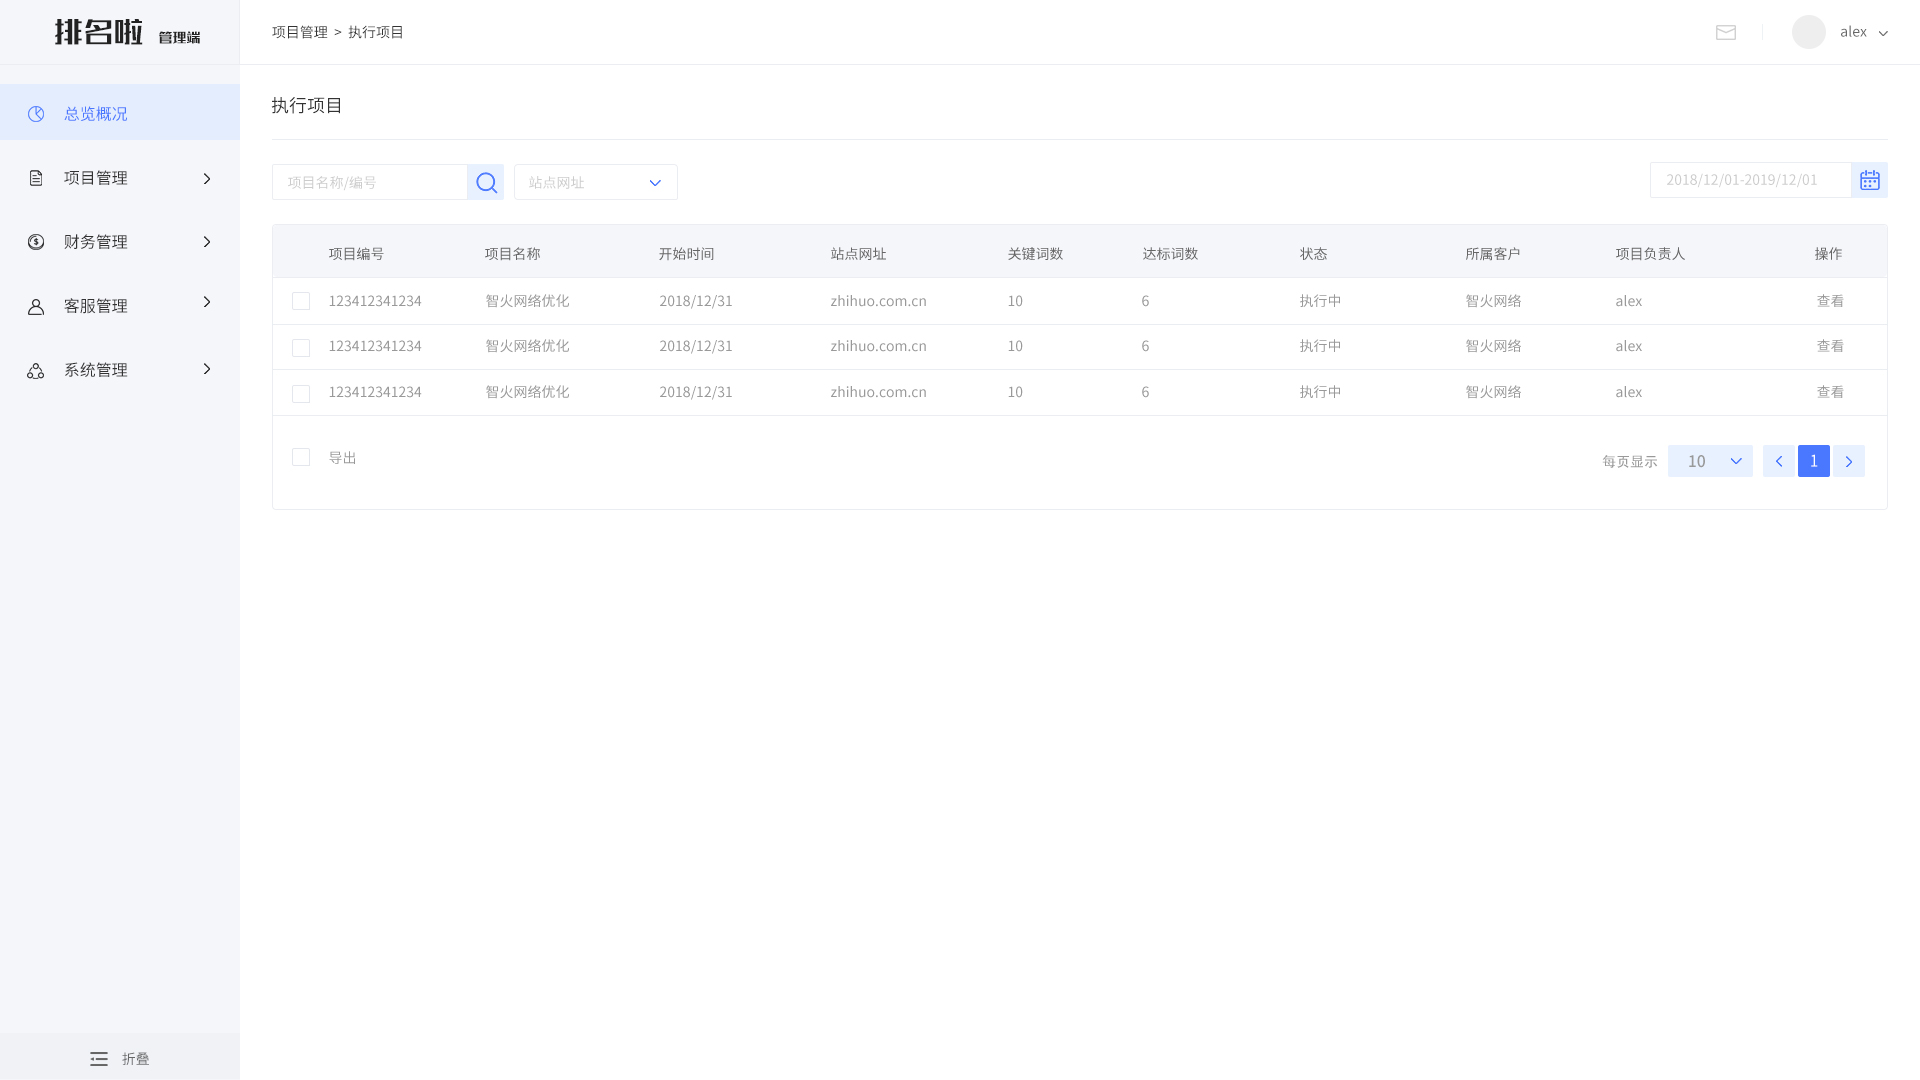 排名啦 管理端
项目管理 > 执行项目
alex
总览概况
项目管理
财务管理
客服管理
系统管理
折叠
执行项目
项目名称/编号
站点网址
2018/12/01-2019/12/01
项目编号 项目名称 开始时间 站点网址 关键词数 达标词数 状态 所属客户 项目负责人 操作
123412341234 智火网络优化 2018/12/31 zhihuo.com.cn 10 6 执行中 智火网络 alex 查看
123412341234 智火网络优化 2018/12/31 zhihuo.com.cn 10 6 执行中 智火网络 alex 查看
123412341234 智火网络优化 2018/12/31 zhihuo.com.cn 10 6 执行中 智火网络 alex 查看
导出
每页显示 10 1